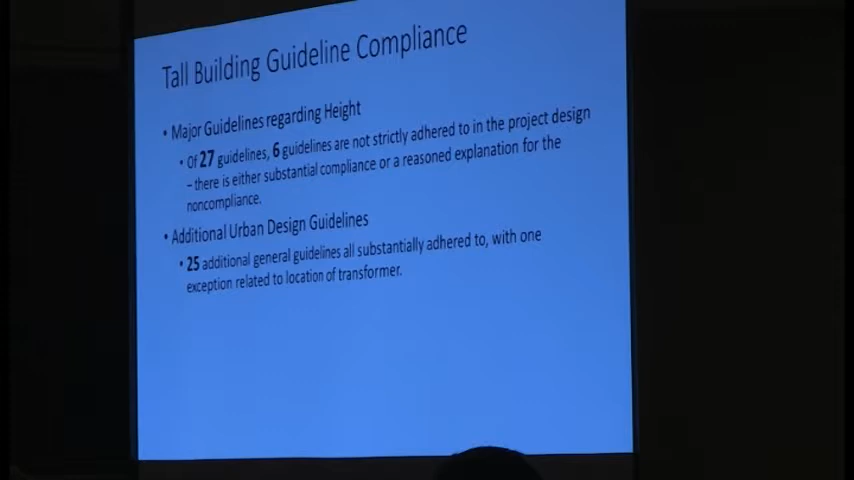 Tall Building Guideline Compliance
• Major Guidelines regarding Height
• Of 27 guidelines, 6 guidelines are not strictly adhered to in the project design
– there is either substantial compliance or a reasoned explanation for the
noncompliance.
• Additional Urban Design Guidelines
• 25 additional general guidelines all substantially adhered to, with one
exception related to location of transformer.